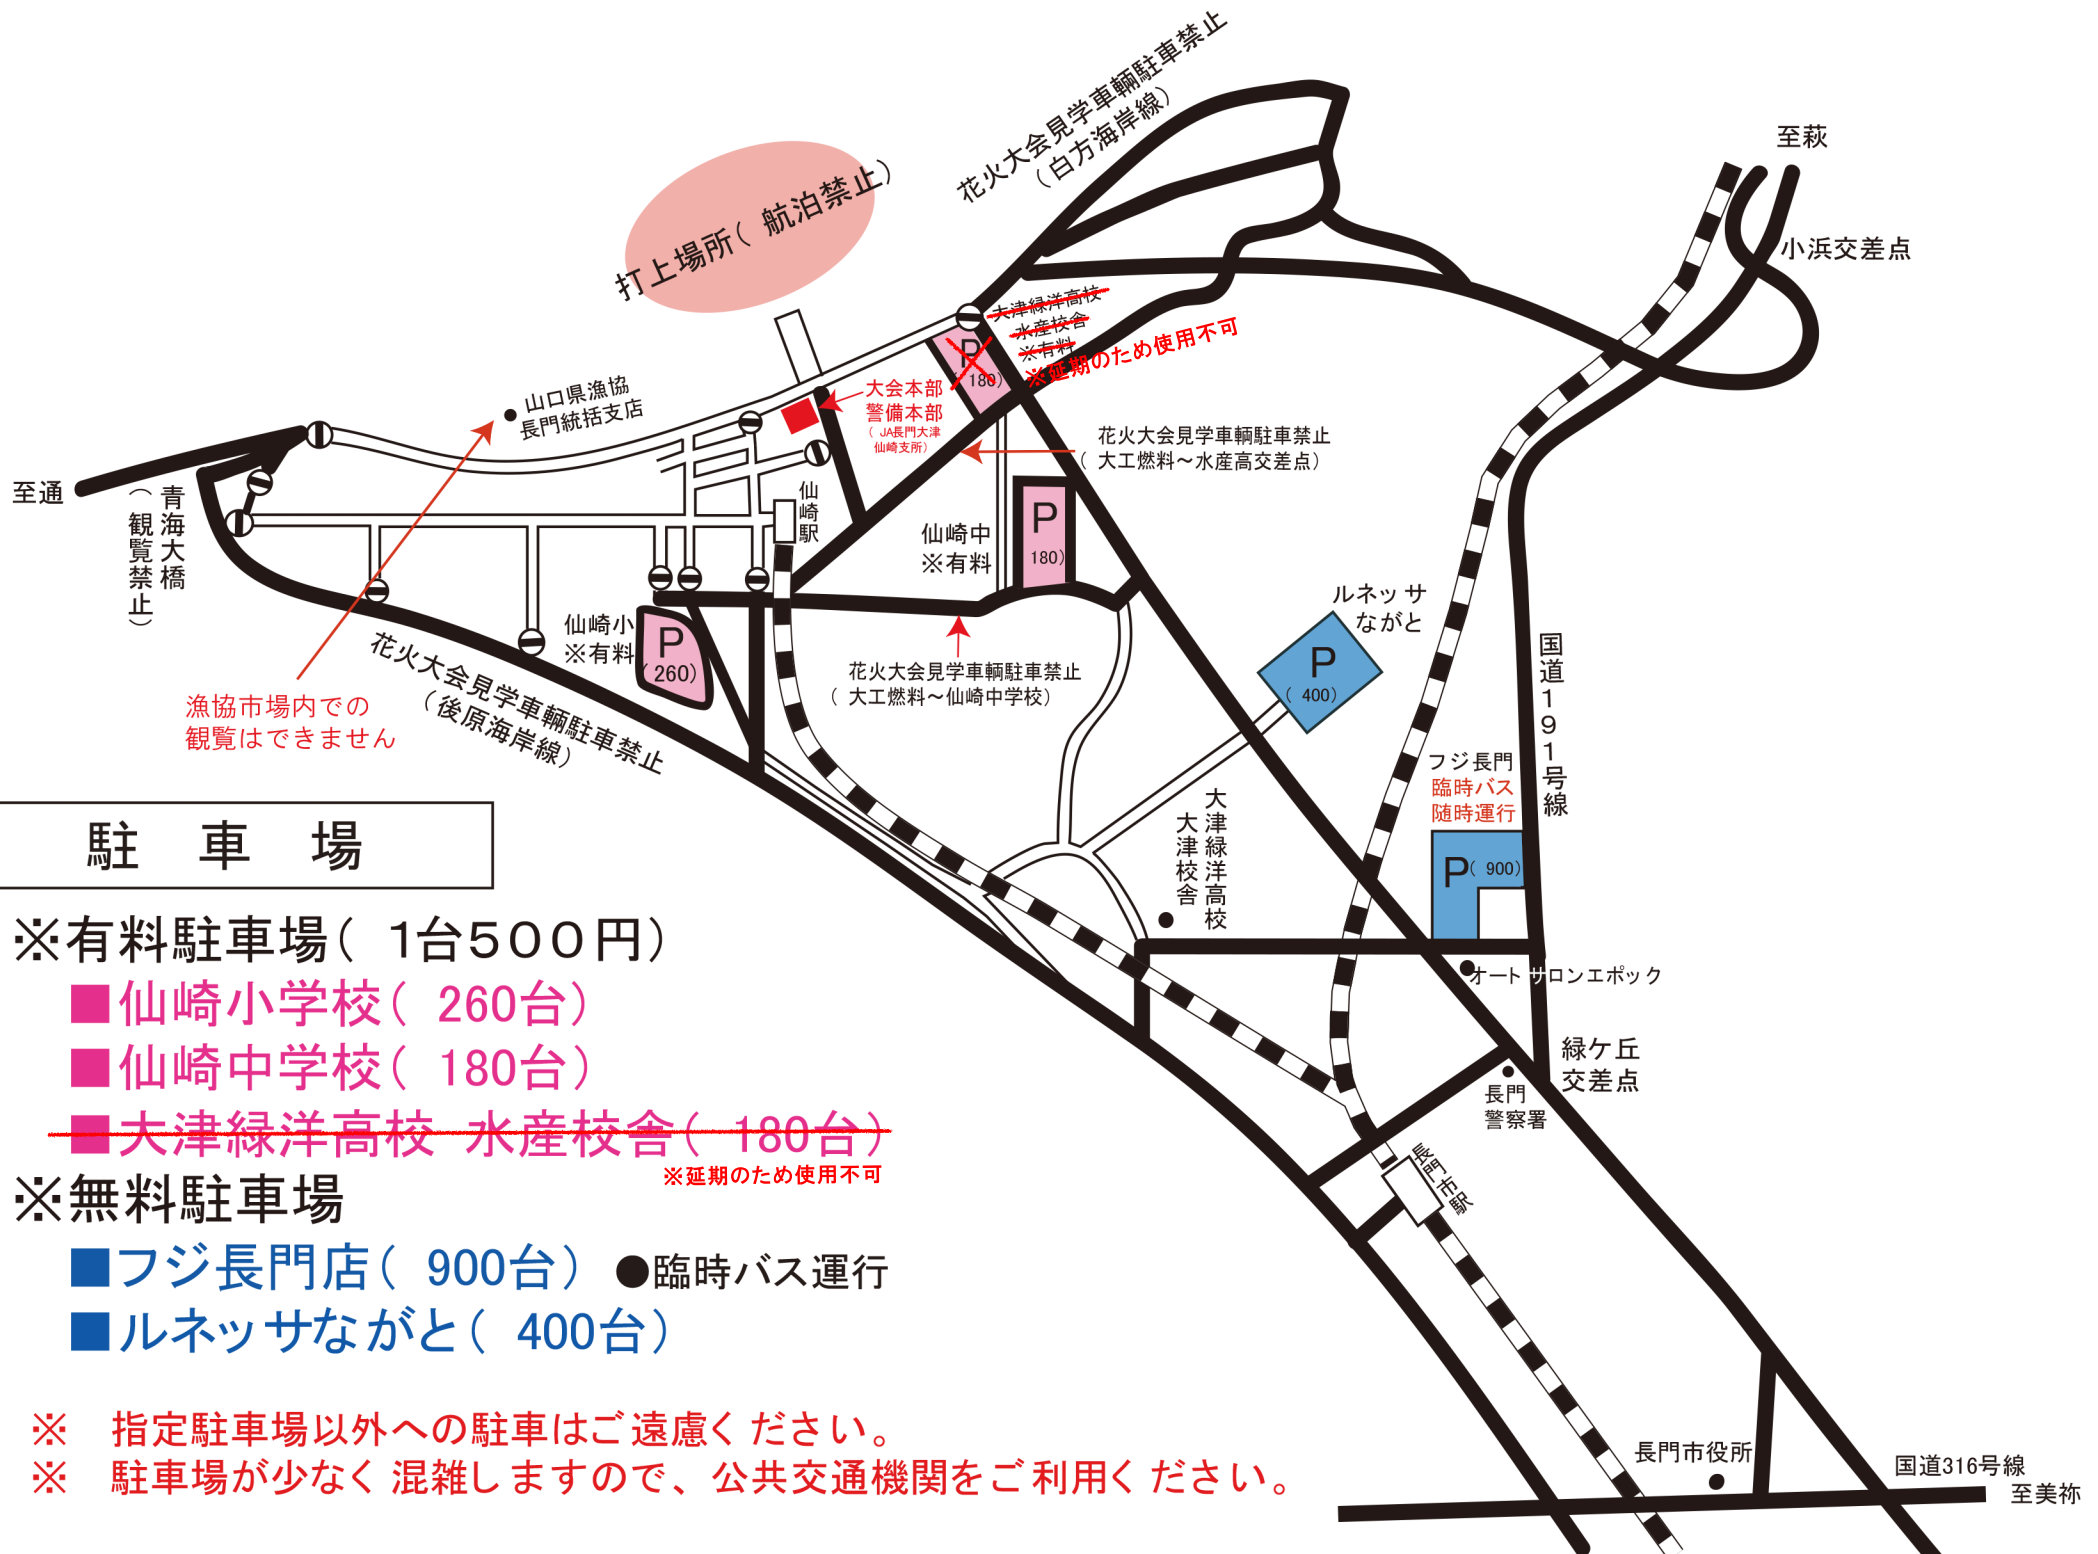 花火大会見学車輌駐車禁止
（白方海岸線）
至萩
小浜交差点
打上場所（ 航泊禁止）
大津緑洋高校
水産校舎
※有料
※延期のため使用不可
P
180）
山口県漁協
長門統括支店
大会本部
警備本部
（ JA長門大津
仙崎支所）
花火大会見学車輌駐車禁止
（ 大工燃料～水産高交差点）
至通
青海大橋
（観覧禁止）
仙崎駅
仙崎中
※有料
P
180）
ルネッサ
ながと
P
（ 400）
仙崎小
※有料
P
（260）
花火大会見学車輌駐車禁止
（後原海岸線）
花火大会見学車輌駐車禁止
（ 大工燃料～仙崎中学校）
国道191号線
漁協市場内での
観覧はできません
フジ長門
臨時バス
随時運行
P（ 900）
大津緑洋高校
大津校舎
オートサロンエポック
緑ケ丘
交差点
長門
警察署
長門市駅
長門市役所
国道316号線
至美祢
駐 車 場
※有料駐車場（ 1台500円）
■仙崎小学校（ 260台）
■仙崎中学校（ 180台）
■大津緑洋高校 水産校舎（ 180台）
※延期のため使用不可
※無料駐車場
■フジ長門店（ 900台） ●臨時バス運行
■ルネッサながと（ 400台）
※ 指定駐車場以外への駐車はご遠慮ください。
※ 駐車場が少なく混雑しますので、公共交通機関をご利用ください。